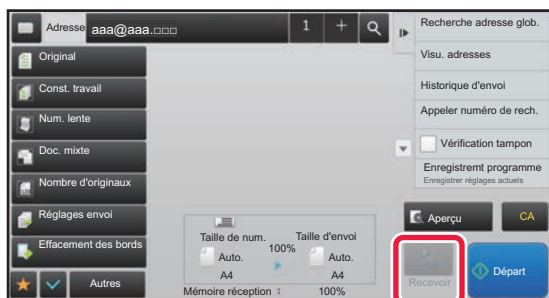 Adresse aaa@aaa.□□□ 1 +
Original
Const. travail
Num. lente
Doc. mixte
Nombre d'originaux
Réglages envoi
Effacement des bords
Autres
Taille de num. 100% Taille d'envoi
Auto. Auto.
A4 A4
Mémoire réception : 100%
Recherche adresse glob.
Visu. adresses
Historique d'envoi
Appeler numéro de rech.
Vérification tampon
Enregistremt programme
Enregistrer réglages actuels
Aperçu
CA
Recevoir
Départ